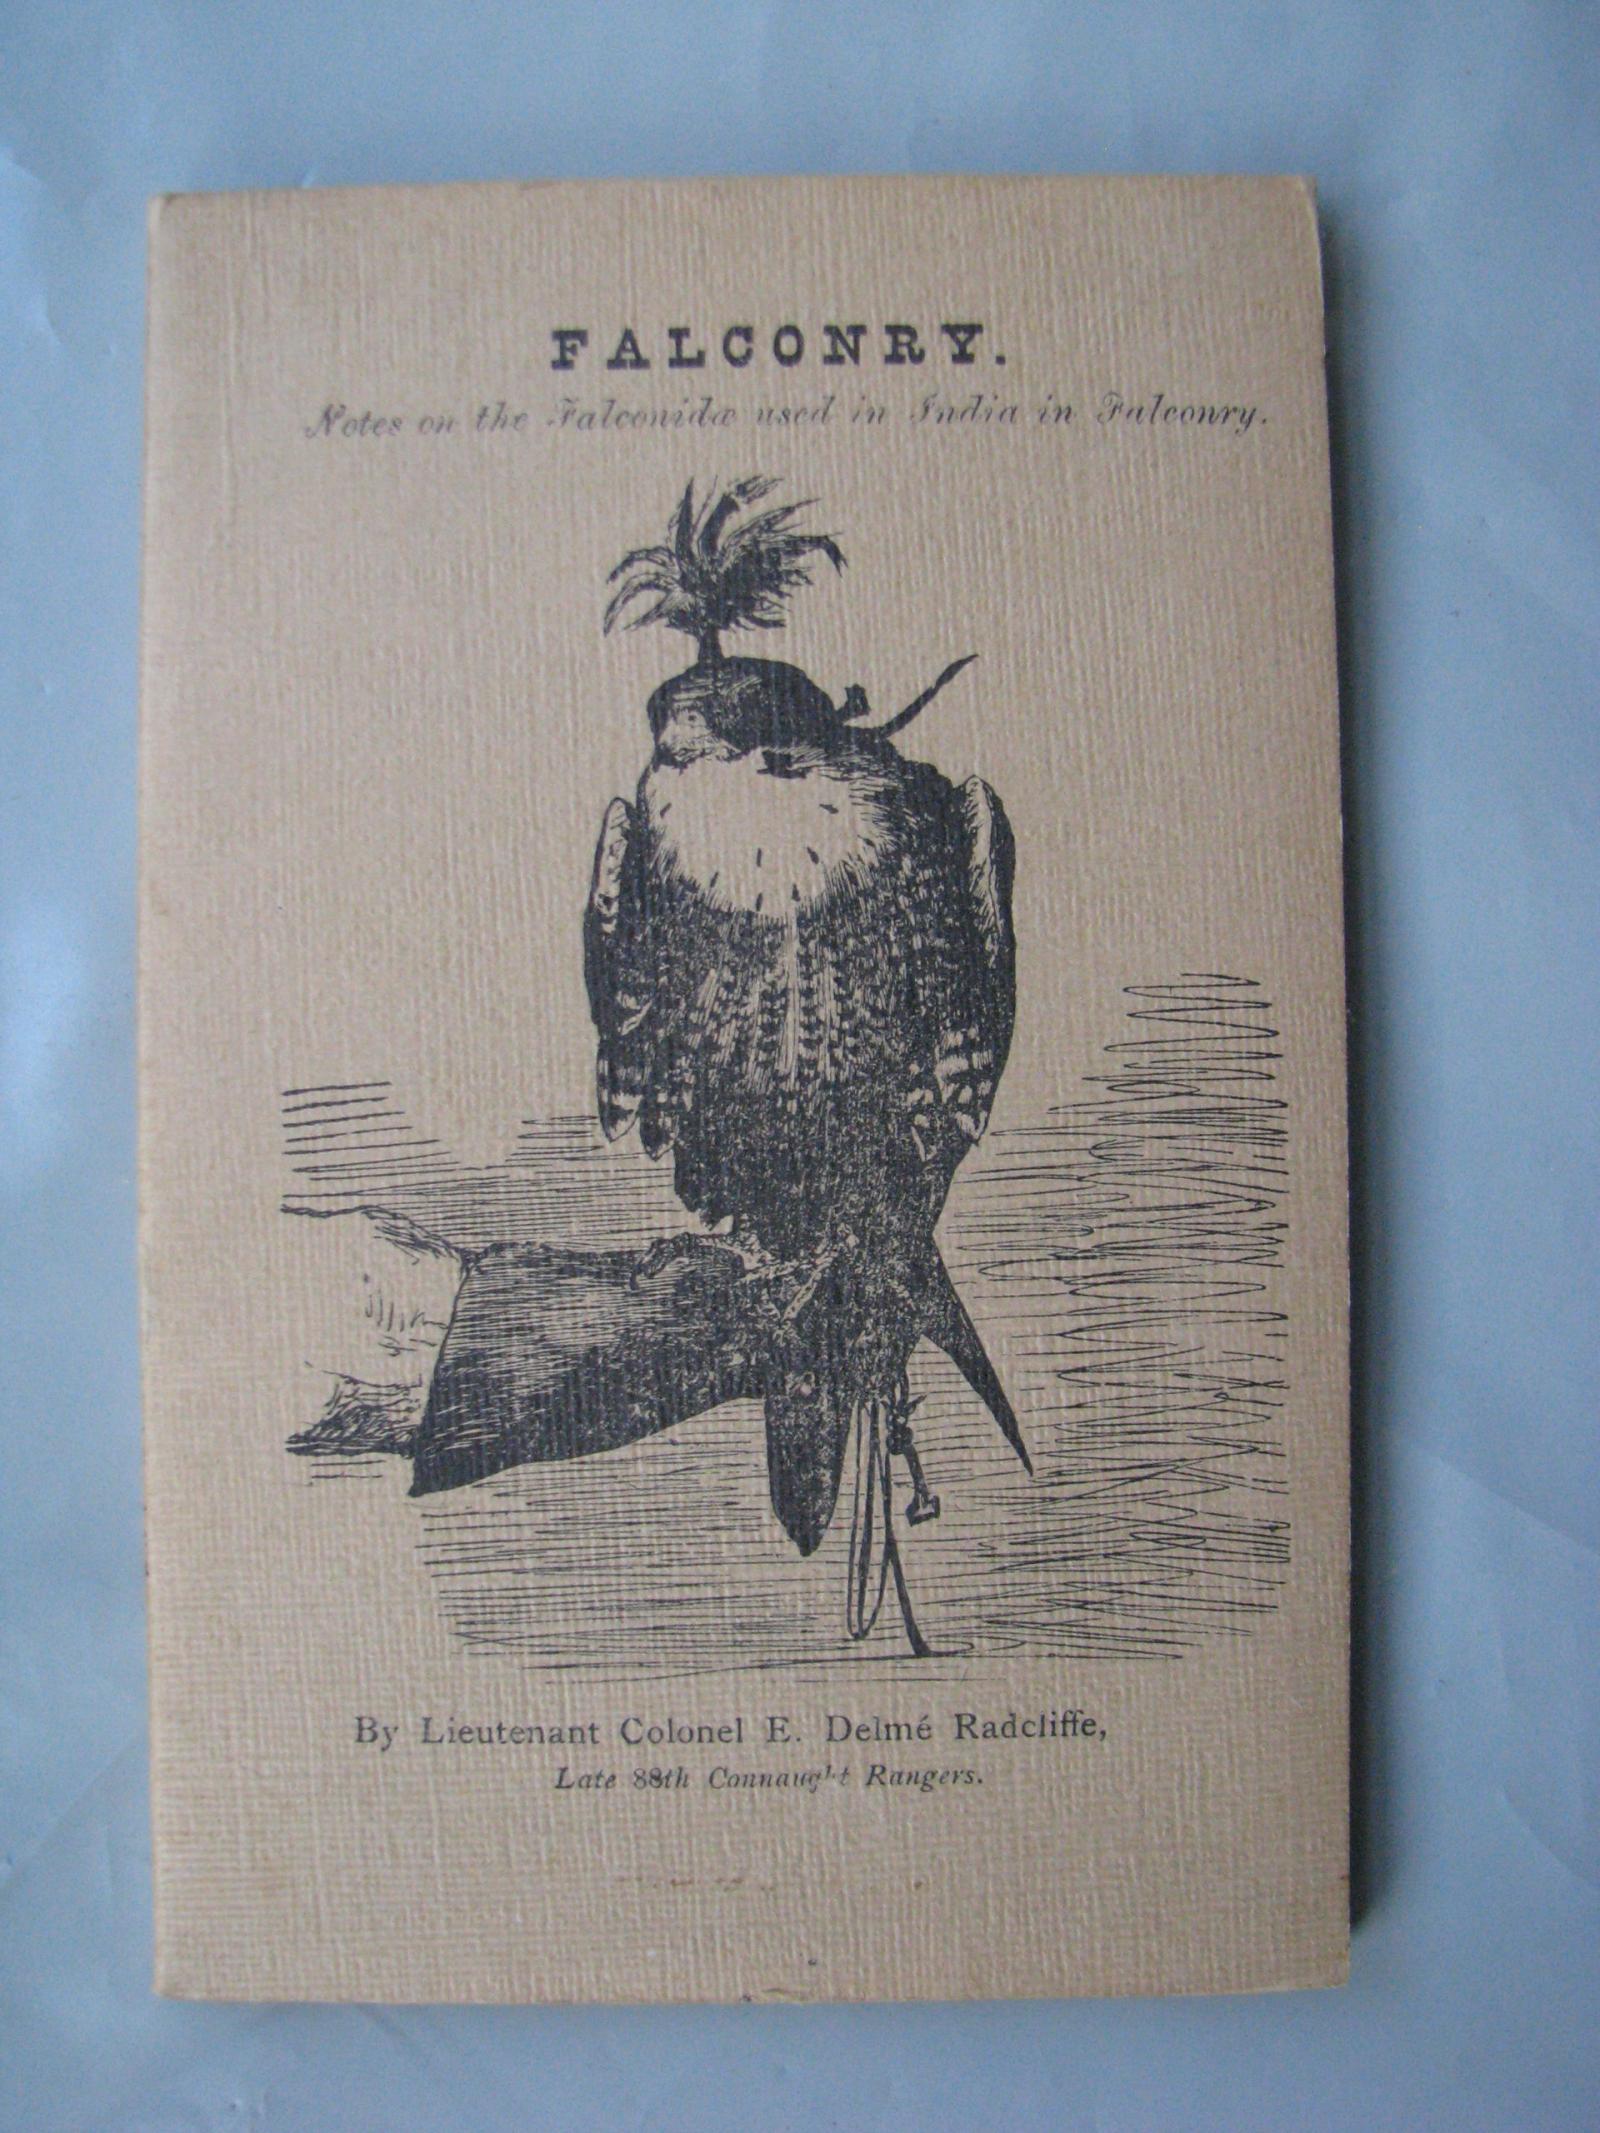 FALCONRY.
Notes on the Falconidæ used in India in Falconry.
By Lieutenant Colonel E. Delmé Radcliffe,
Late 88th Connaught Rangers.